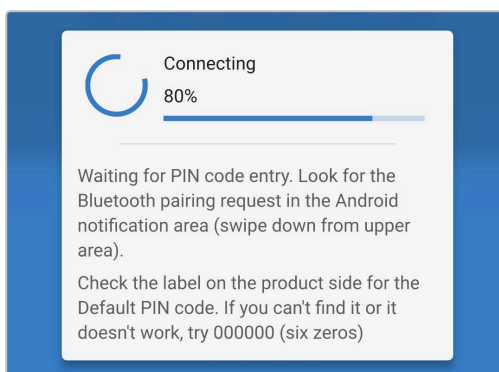 Connecting
80%
Waiting for PIN code entry. Look for the
Bluetooth pairing request in the Android
notification area (swipe down from upper
area).
Check the label on the product side for the
Default PIN code. If you can't find it or it
doesn't work, try 000000 (six zeros)